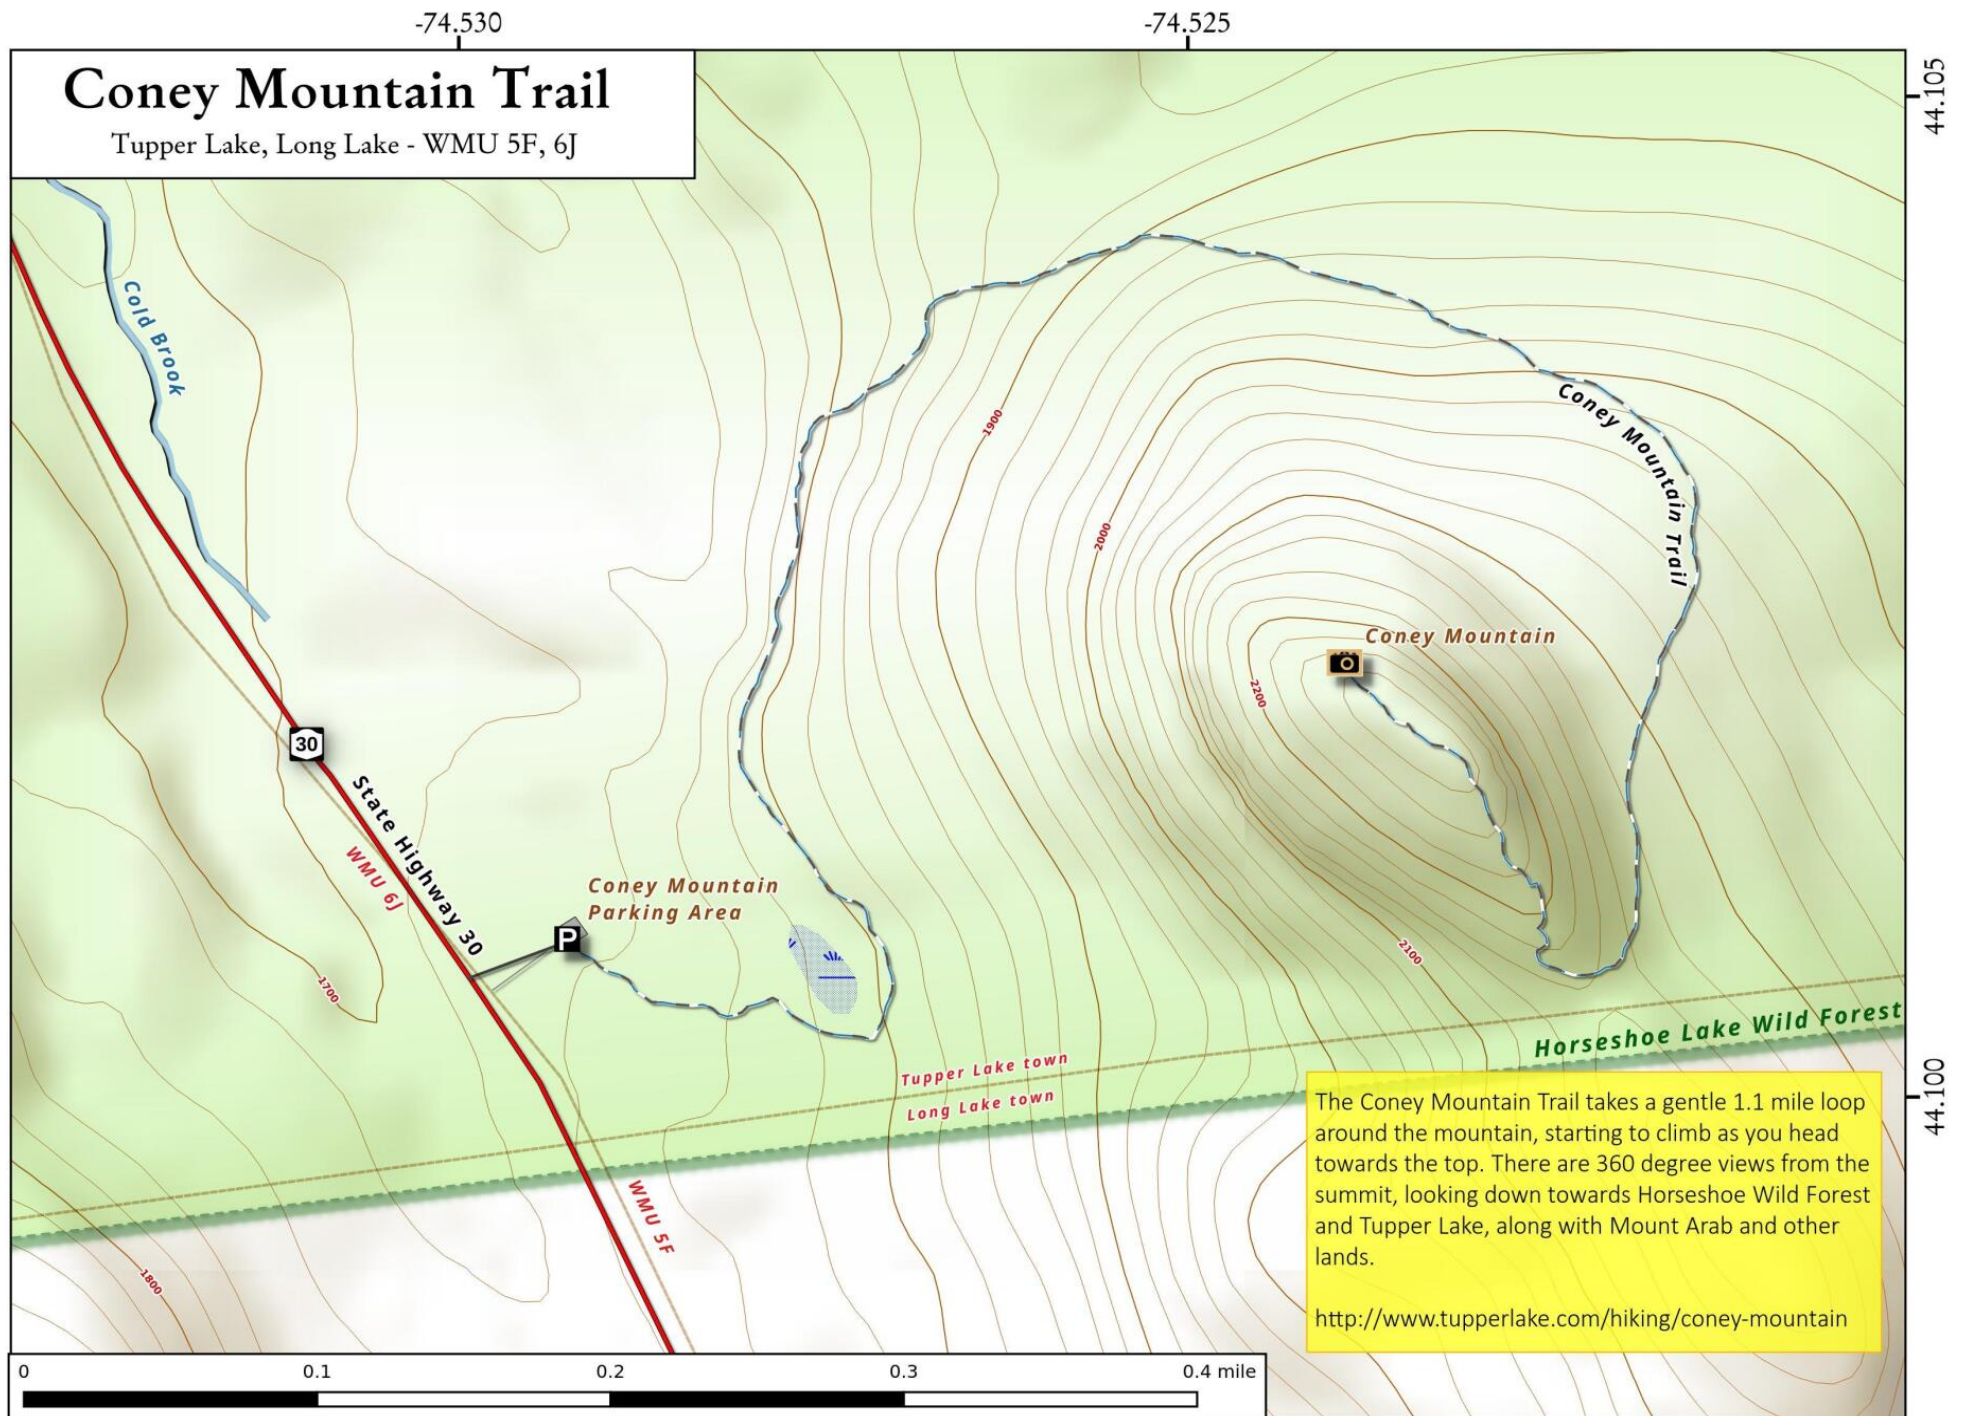 -74.530
-74.525
Coney Mountain Trail
Tupper Lake, Long Lake - WMU 5F, 6J
44.105
Cold Brook
1900
Coney Mountain Trail
2000
Coney Mountain
2200
30
State Highway 30
WMU 6J
Coney Mountain
Parking Area
P
2100
1700
Horseshoe Lake Wild Forest
Tupper Lake town
Long Lake town
44.100
WMU 5F
1800
The Coney Mountain Trail takes a gentle 1.1 mile loop
around the mountain, starting to climb as you head
towards the top. There are 360 degree views from the
summit, looking down towards Horseshoe Wild Forest
and Tupper Lake, along with Mount Arab and other
lands.
http://www.tupperlake.com/hiking/coney-mountain
0 0.1 0.2 0.3 0.4 mile